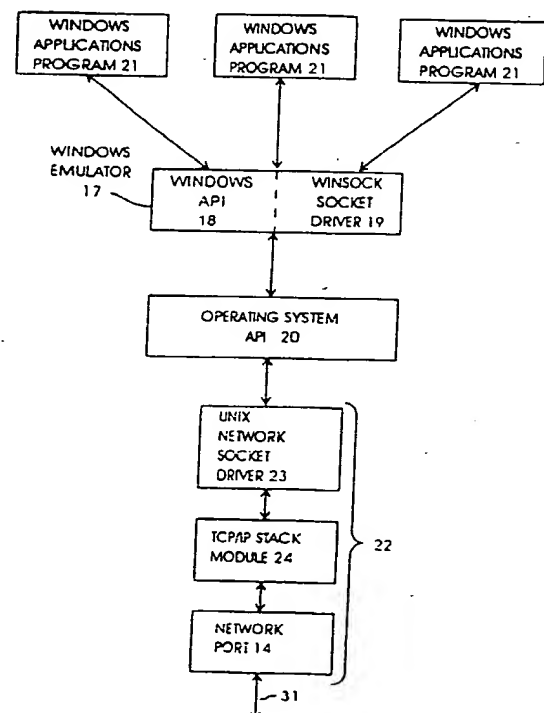 WINDOWS
APPLICATIONS
PROGRAM 21
WINDOWS
APPLICATIONS
PROGRAM 21
WINDOWS
APPLICATIONS
PROGRAM 21
WINDOWS
EMULATOR
17
WINDOWS
API
18
WINSOCK
SOCKET
DRIVER 19
OPERATING SYSTEM
API 20
UNIX
NETWORK
SOCKET
DRIVER 23
TCP/IP STACK
MODULE 24
22
NETWORK
PORT 14
31